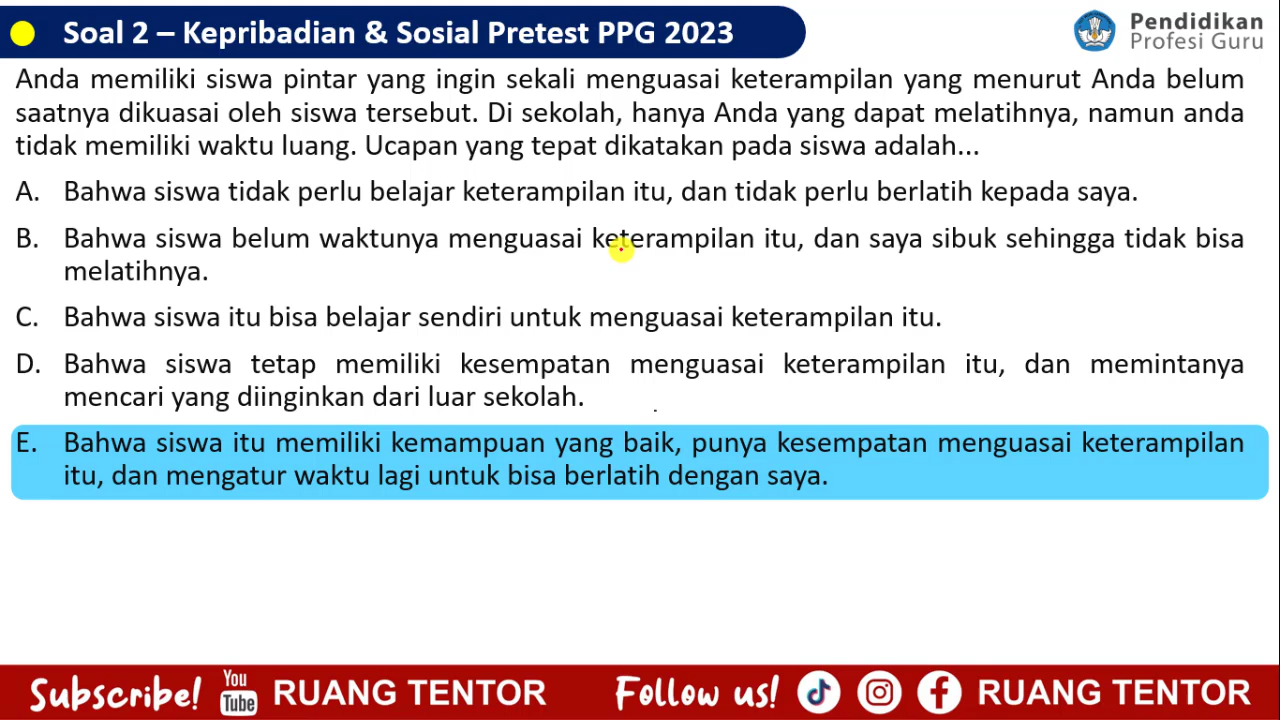 Soal 2 – Kepribadian & Sosial Pretest PPG 2023
Pendidikan
Profesi Guru
Anda memiliki siswa pintar yang ingin sekali menguasai keterampilan yang menurut Anda belum
saatnya dikuasai oleh siswa tersebut. Di sekolah, hanya Anda yang dapat melatihnya, namun anda
tidak memiliki waktu luang. Ucapan yang tepat dikatakan pada siswa adalah...
A. Bahwa siswa tidak perlu belajar keterampilan itu, dan tidak perlu berlatih kepada saya.
B. Bahwa siswa belum waktunya menguasai keterampilan itu, dan saya sibuk sehingga tidak bisa
melatihnya.
C. Bahwa siswa itu bisa belajar sendiri untuk menguasai keterampilan itu.
D. Bahwa siswa tetap memiliki kesempatan menguasai keterampilan itu, dan memintanya
mencari yang diinginkan dari luar sekolah.
E. Bahwa siswa itu memiliki kemampuan yang baik, punya kesempatan menguasai keterampilan
itu, dan mengatur waktu lagi untuk bisa berlatih dengan saya.
Subscribe! You Tube RUANG TENTOR Follow us! RUANG TENTOR